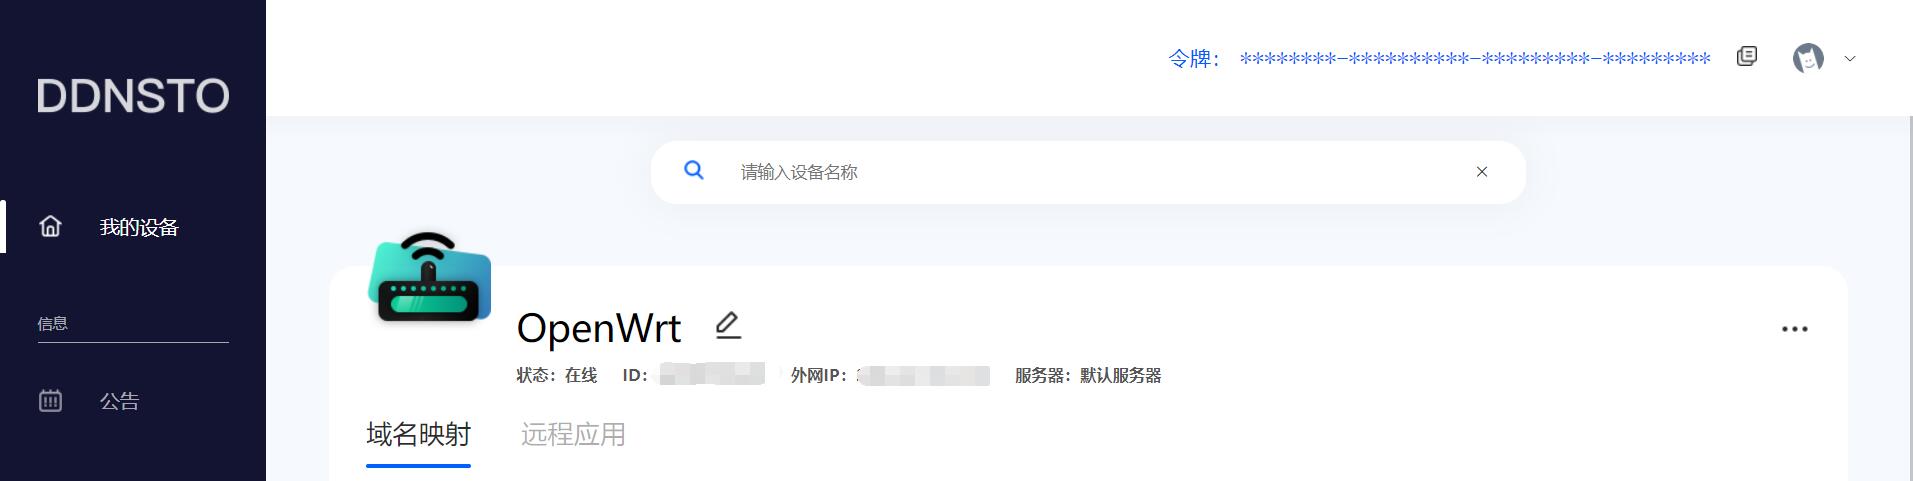 DDNSTO
令牌： ********-**********-*********-*********
请输入设备名称
我的设备
信息
公告
OpenWrt
状态：在线 ID： 外网IP： 服务器：默认服务器
域名映射 远程应用